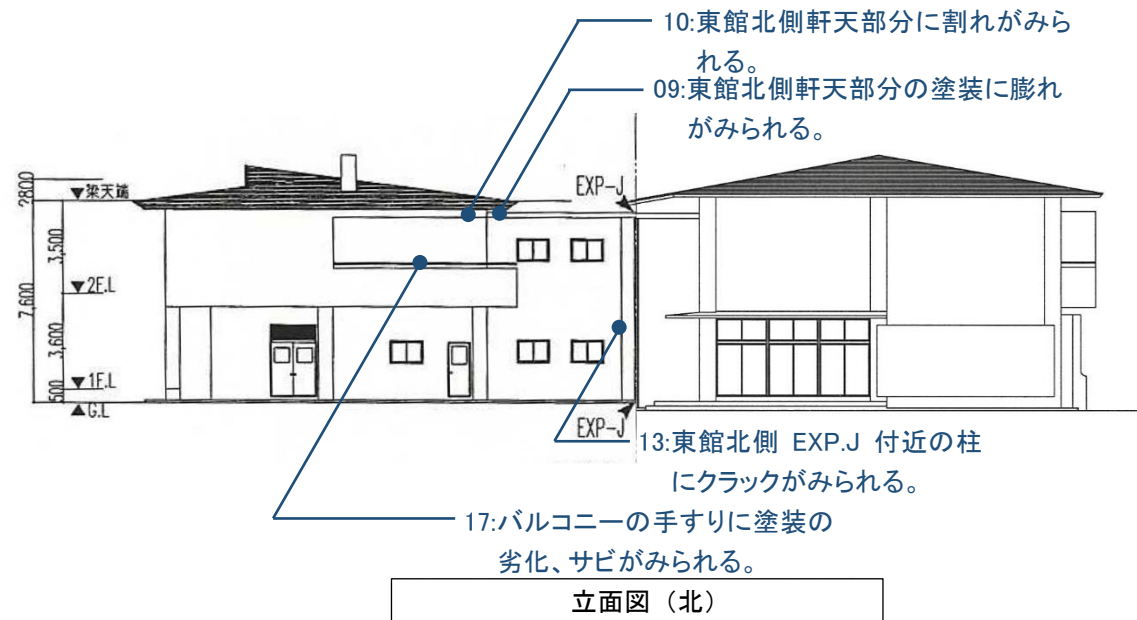 10:東館北側軒天部分に割れがみら
れる。
09:東館北側軒天部分の塗装に膨れ
がみられる。
EXP-J
2800
▼梁天端
3,500
7,600
▼2F.L
3,600
▼1F.L
500
▲G.L
EXP-J
13:東館北側 EXP.J 付近の柱
にクラックがみられる。
17:バルコニーの手すりに塗装の
劣化、サビがみられる。
立面図（北）